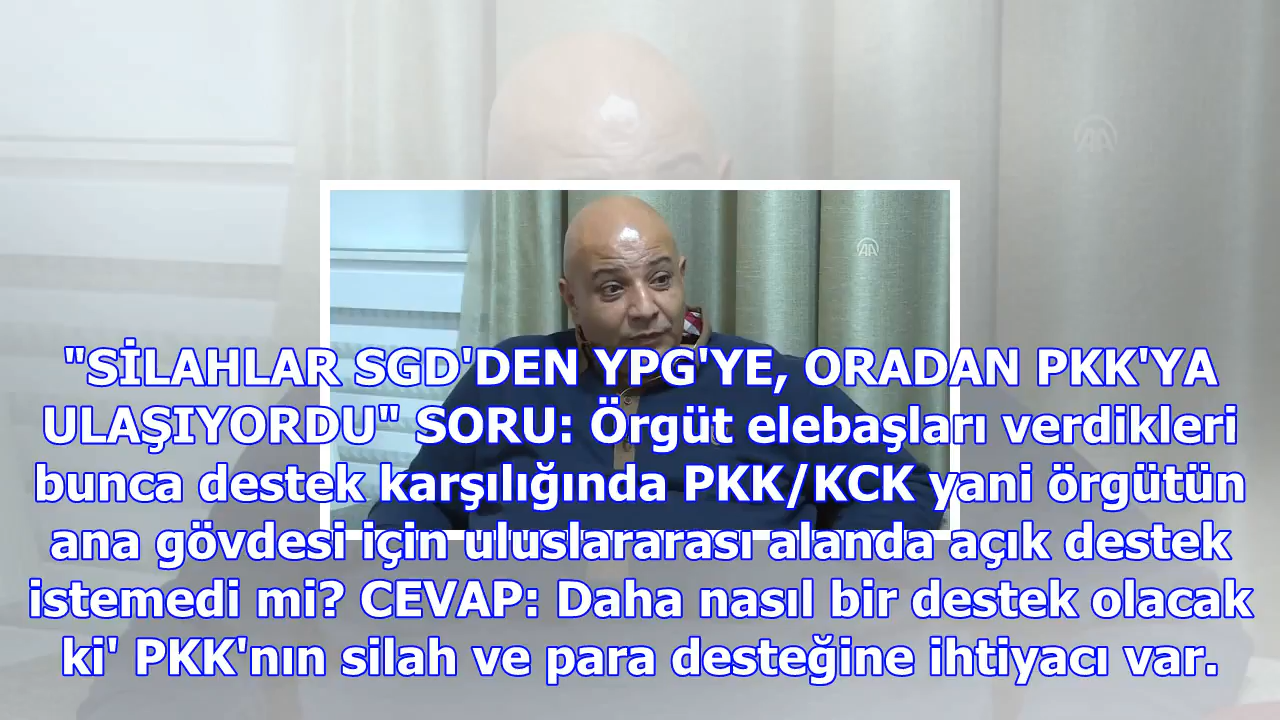 AA
AA
"SİLAHLAR SGD'DEN YPG'YE, ORADAN PKK'YA
ULAŞIYORDU" SORU: Örgüt elebaşları verdikleri
bunca destek karşılığında PKK/KCK yani örgütün
ana gövdesi için uluslararası alanda açık destek
istemedi mi? CEVAP: Daha nasıl bir destek olacak
ki' PKK'nın silah ve para desteğine ihtiyacı var.